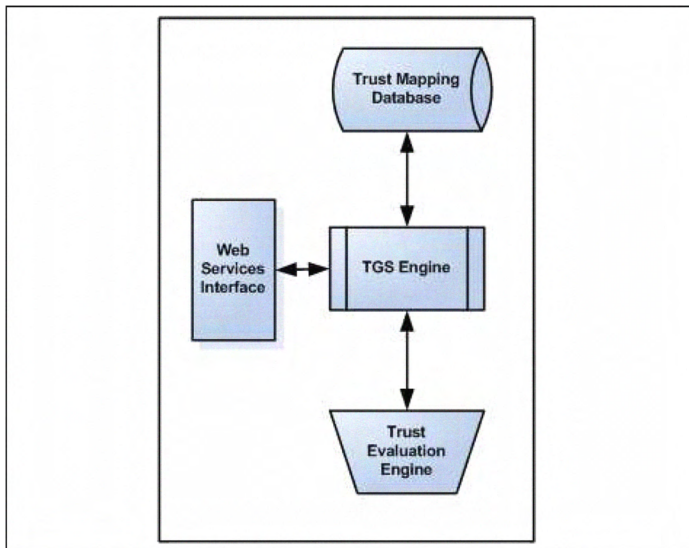 Trust Mapping
Database
Web
Services
Interface
TGS Engine
Trust
Evaluation
Engine